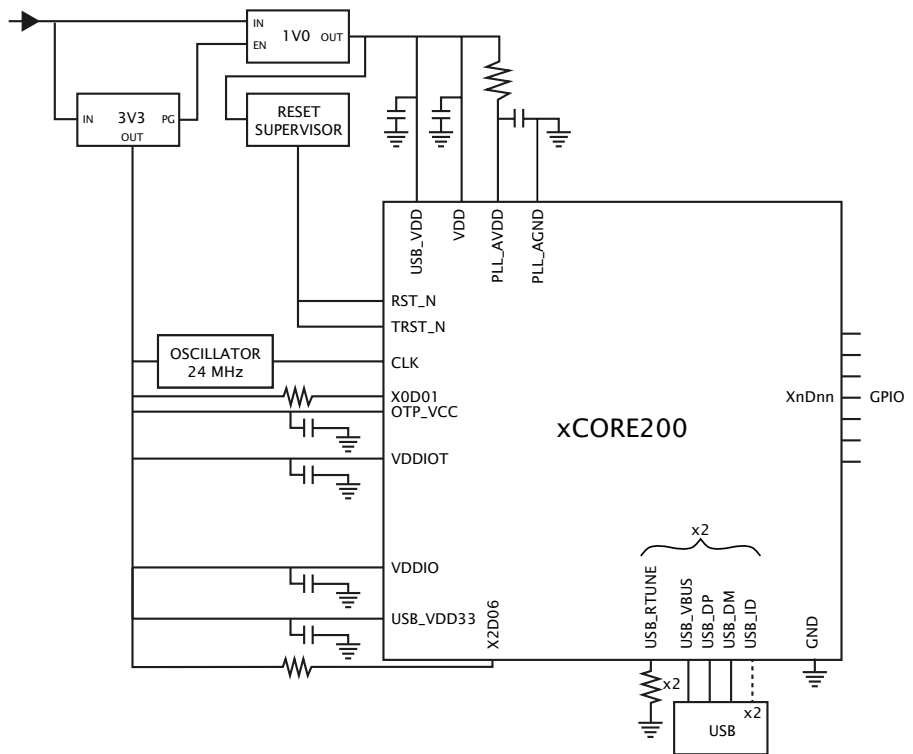 IN
1V0
OUT
EN
IN
3V3
PG
OUT
RESET
SUPERVISOR
USB_VDD
VDD
PLL_AVDD
PLL_AGND
RST_N
TRST_N
OSCILLATOR
24 MHz
CLK
X0D01
OTP_VCC
XnDnn
GPIO
xCORE200
VDDIOT
x2
VDDIO
USB_VDD33
X2D06
USB_RTUNE
USB_VBUS
USB_DP
USB_DM
USB_ID
GND
x2
x2
USB